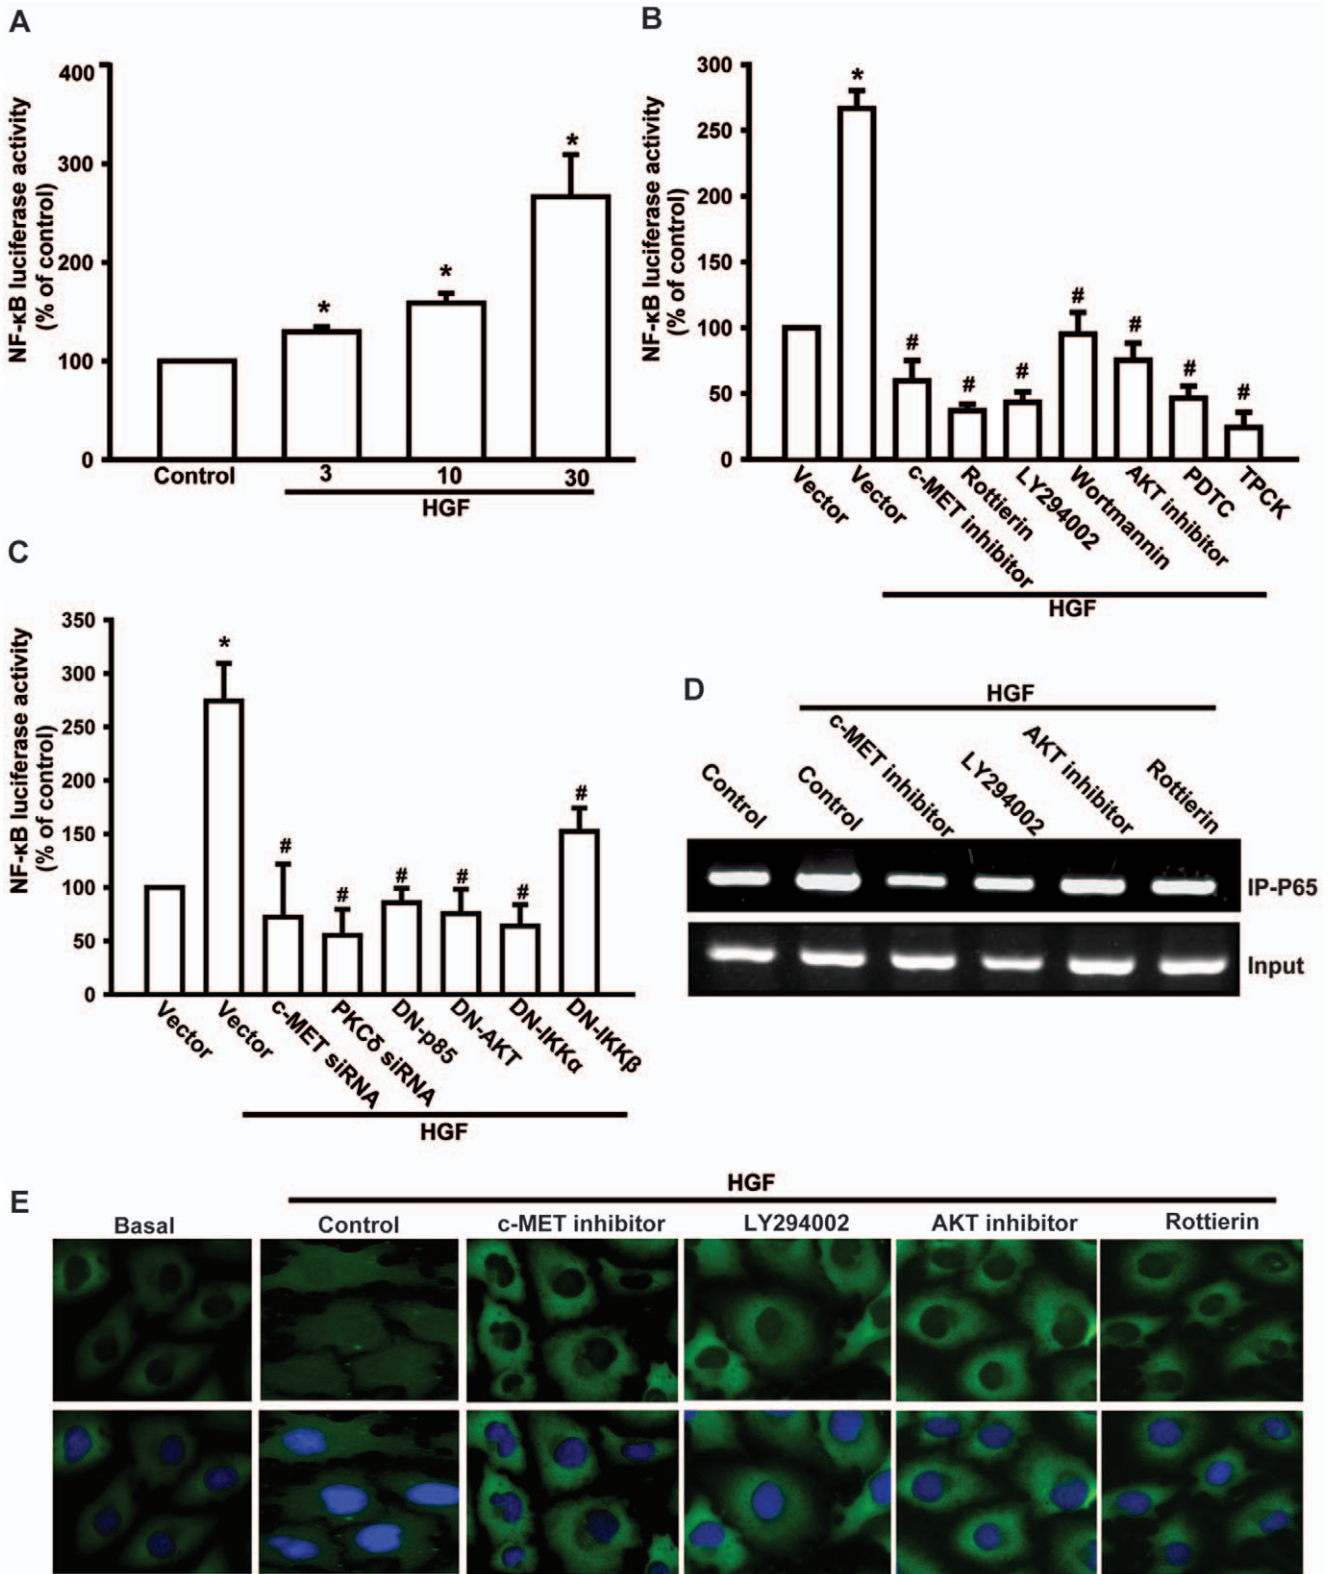 A
NF-κB luciferase activity
(% of control)
400
300
200
100
0
*
*
*
Control
3
10
30
HGF
B
NF-κB luciferase activity
(% of control)
300
250
200
150
100
50
0
*
#
#
#
#
#
#
#
Vector
Vector
c-MET inhibitor
Rottierin
LY294002
Wortmannin
AKT inhibitor
PDTC
TPCK
HGF
C
NF-κB luciferase activity
(% of control)
350
300
250
200
150
100
50
0
*
#
#
#
#
#
#
Vector
Vector
c-MET siRNA
PKCδ siRNA
DN-p85
DN-AKT
DN-IKKα
DN-IKKβ
HGF
D
HGF
Control
Control
c-MET inhibitor
LY294002
AKT inhibitor
Rottierin
IP-P65
Input
E
HGF
Basal
Control
c-MET inhibitor
LY294002
AKT inhibitor
Rottierin